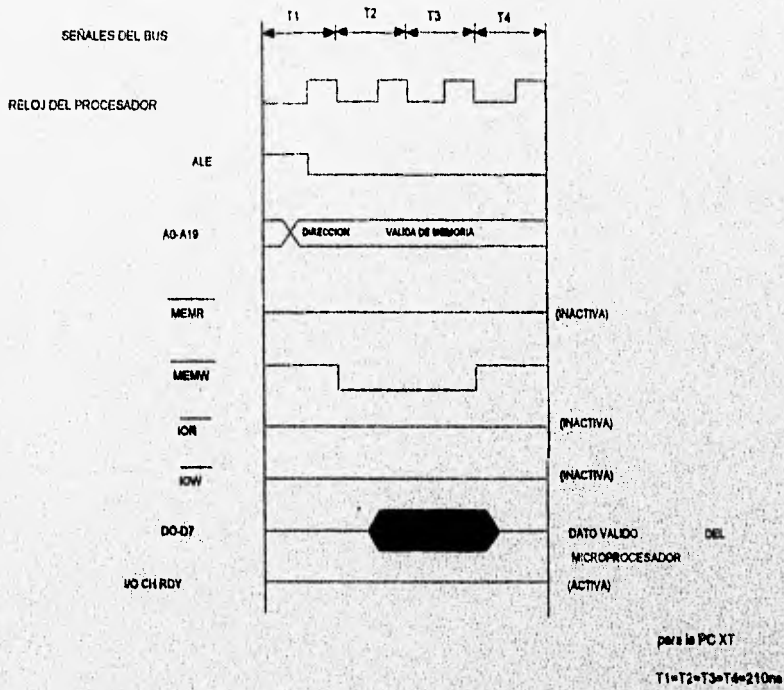 T1 T2 T3 T4
SEÑALES DEL BUS
RELOJ DEL PROCESADOR
ALE
A0-A19 DIRECCION VALIDA DE MEMORIA
MEMR (INACTIVA)
MEMW
IOR (INACTIVA)
IOW (INACTIVA)
DO-D7 DATO VALIDO DEL
MICROPROCESADOR
I/O CH RDY (ACTIVA)
para la PC XT
T1=T2=T3=T4=210ns